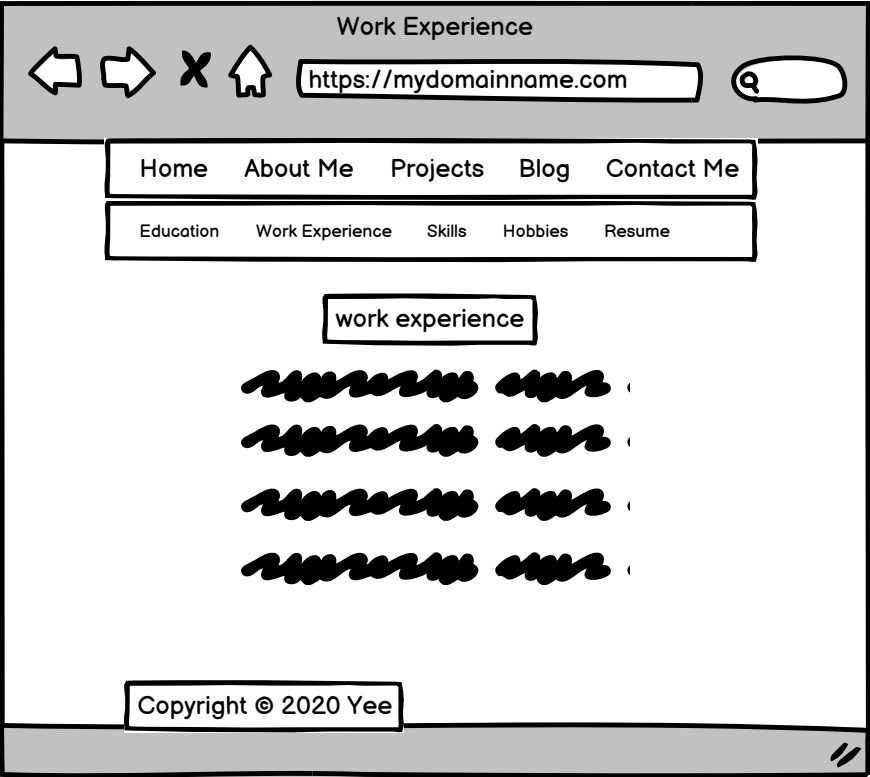 Work Experience
https://mydomainname.com
Home About Me Projects Blog Contact Me
Education Work Experience Skills Hobbies Resume
work experience
Copyright © 2020 Yee